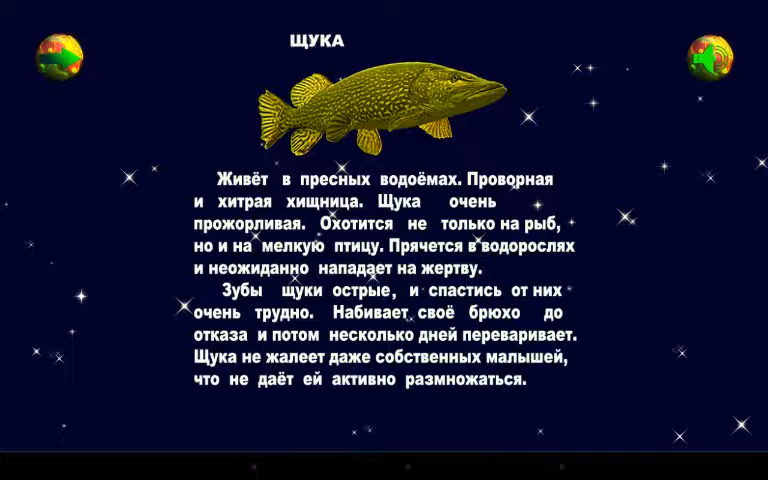 ЩУКА
Живёт в пресных водоёмах. Проворная
и хитрая хищница. Щука очень
прожорливая. Охотится не только на рыб,
но и на мелкую птицу. Прячется в водорослях
и неожиданно нападает на жертву.
Зубы щуки острые, и спастись от них
очень трудно. Набивает своё брюхо до
отказа и потом несколько дней переваривает.
Щука не жалеет даже собственных малышей,
что не даёт ей активно размножаться.